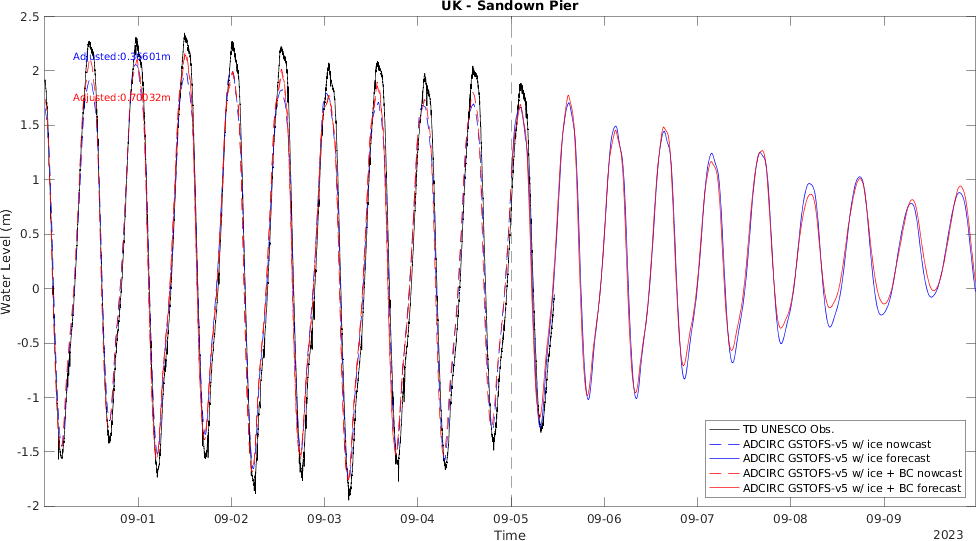 UK - Sandown Pier
2.5
2
1.5
1
0.5
0
-0.5
-1
-1.5
-2
Water Level (m)
Adjusted:0.36601m
Adjusted:0.70032m
TD UNESCO Obs.
ADCIRC GSTOFS-v5 w/ ice nowcast
ADCIRC GSTOFS-v5 w/ ice forecast
ADCIRC GSTOFS-v5 w/ ice + BC nowcast
ADCIRC GSTOFS-v5 w/ ice + BC forecast
09-01 09-02 09-03 09-04 09-05 09-06 09-07 09-08 09-09
Time
2023